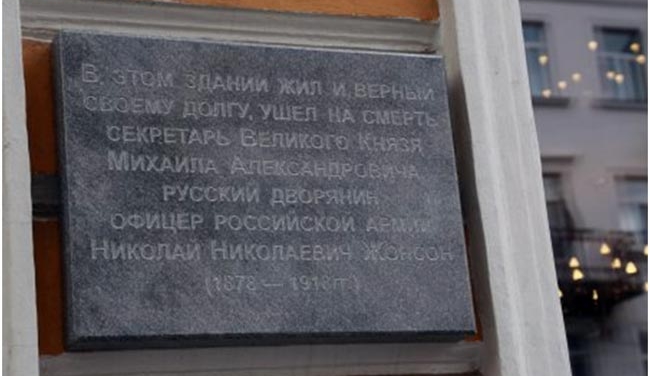 В ЭТОМ ЗДАНИИ ЖИЛ И, ВЕРНЫЙ
СВОЕМУ ДОЛГУ, УШЕЛ НА СМЕРТЬ
СЕКРЕТАРЬ ВЕЛИКОГО КНЯЗЯ
МИХАИЛА АЛЕКСАНДРОВИЧА
РУССКИЙ ДВОРЯНИН
ОФИЦЕР РОССИЙСКОЙ АРМИИ
НИКОЛАЙ НИКОЛАЕВИЧ ЖОНСОН
(1878 — 1918гг.)